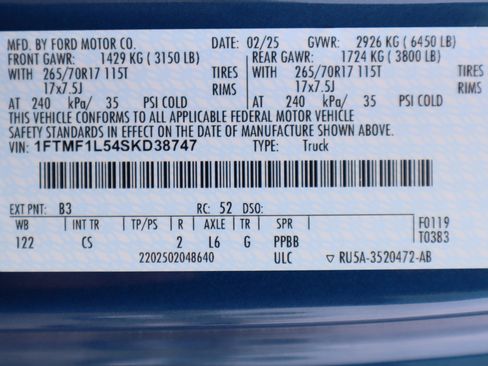 MFD. BY FORD MOTOR CO. DATE: 02/25 GVWR: 2926 KG ( 6450 LB)
FRONT GAWR: 1429 KG ( 3150 LB) REAR GAWR: 1724 KG ( 3800 LB)
WITH 265/70R17 115T TIRES WITH 265/70R17 115T TIRES
17x7.5J RIMS 17x7.5J RIMS
AT 240 kPa/ 35 PSI COLD AT 240 kPa/ 35 PSI COLD
THIS VEHICLE CONFORMS TO ALL APPLICABLE FEDERAL MOTOR VEHICLE
SAFETY STANDARDS IN EFFECT ON THE DATE OF MANUFACTURE SHOWN ABOVE.
VIN: 1FTMF1L54SKD38747 TYPE: Truck
EXT PNT: B3 RC: 52 DSO:
WB INT TR TP/PS R AXLE TR SPR F0119
122 CS 2 L6 G PPBB T0383
2202502048640 ULC ▽ RU5A-3520472-AB